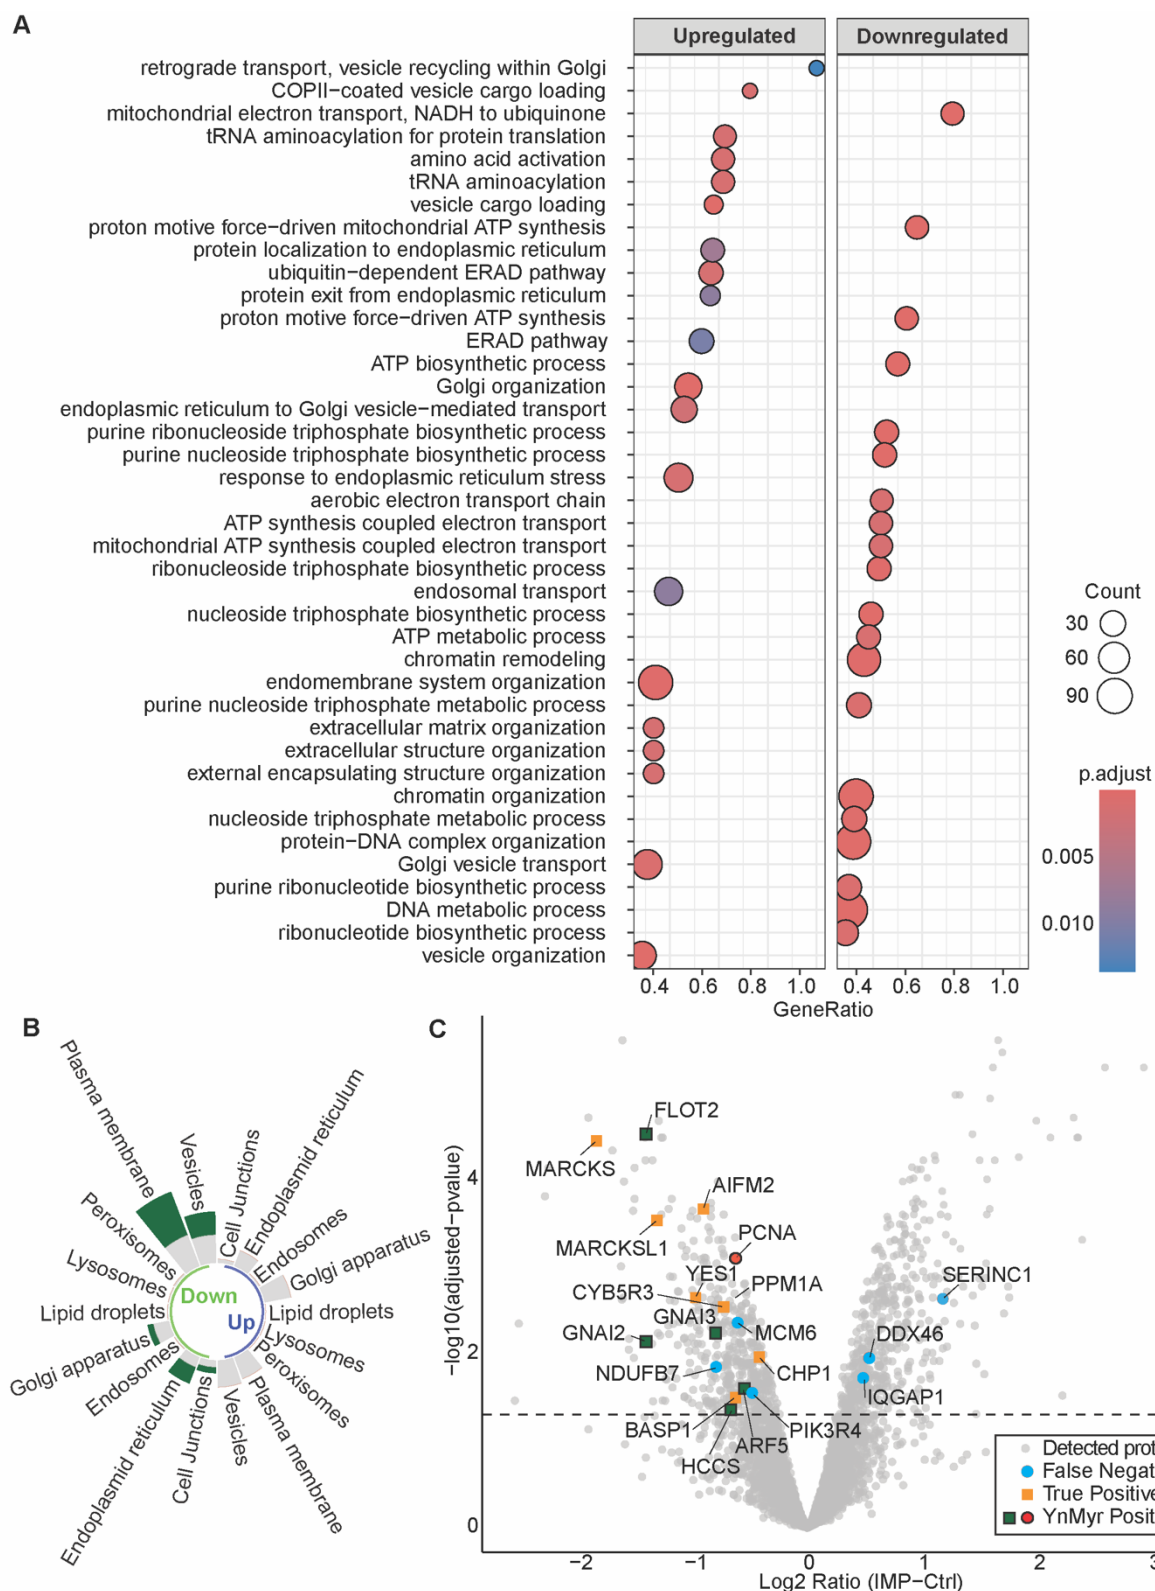 A
Upregulated
Downregulated
retrograde transport, vesicle recycling within Golgi
COPII−coated vesicle cargo loading
mitochondrial electron transport, NADH to ubiquinone
tRNA aminoacylation for protein translation
amino acid activation
tRNA aminoacylation
vesicle cargo loading
proton motive force−driven mitochondrial ATP synthesis
protein localization to endoplasmic reticulum
ubiquitin−dependent ERAD pathway
protein exit from endoplasmic reticulum
proton motive force−driven ATP synthesis
ERAD pathway
ATP biosynthetic process
Golgi organization
endoplasmic reticulum to Golgi vesicle−mediated transport
purine ribonucleoside triphosphate biosynthetic process
purine nucleoside triphosphate biosynthetic process
response to endoplasmic reticulum stress
aerobic electron transport chain
ATP synthesis coupled electron transport
mitochondrial ATP synthesis coupled electron transport
ribonucleoside triphosphate biosynthetic process
endosomal transport
nucleoside triphosphate biosynthetic process
ATP metabolic process
chromatin remodeling
endomembrane system organization
purine nucleoside triphosphate metabolic process
extracellular matrix organization
extracellular structure organization
external encapsulating structure organization
chromatin organization
nucleoside triphosphate metabolic process
protein−DNA complex organization
Golgi vesicle transport
purine ribonucleotide biosynthetic process
DNA metabolic process
ribonucleotide biosynthetic process
vesicle organization
0.4 0.6 0.8 1.0
0.4 0.6 0.8 1.0
GeneRatio
Count
30
60
90
p.adjust
0.005
0.010
B
Plasma membrane
Vesicles
Cell Junctions
Endoplasmid reticulum
Endosomes
Golgi apparatus
Lipid droplets
Lysosomes
Peroxisomes
Plasma membrane
Vesicles
Cell Junctions
Endoplasmid reticulum
Endosomes
Golgi apparatus
Lipid droplets
Lysosomes
Peroxisomes
Down
Up
C
−log10(adjusted−pvalue)
4
2
0
FLOT2
MARCKS
AIFM2
MARCKSL1
PCNA
YES1
PPM1A
CYB5R3
GNAI3
GNAI2
MCM6
NDUFB7
CHP1
BASP1
PIK3R4
ARF5
HCCS
SERINC1
DDX46
IQGAP1
Detected prot
False Negat
True Positive
YnMyr Posit
−2 −1 0 1 2 3
Log2 Ratio (IMP−Ctrl)